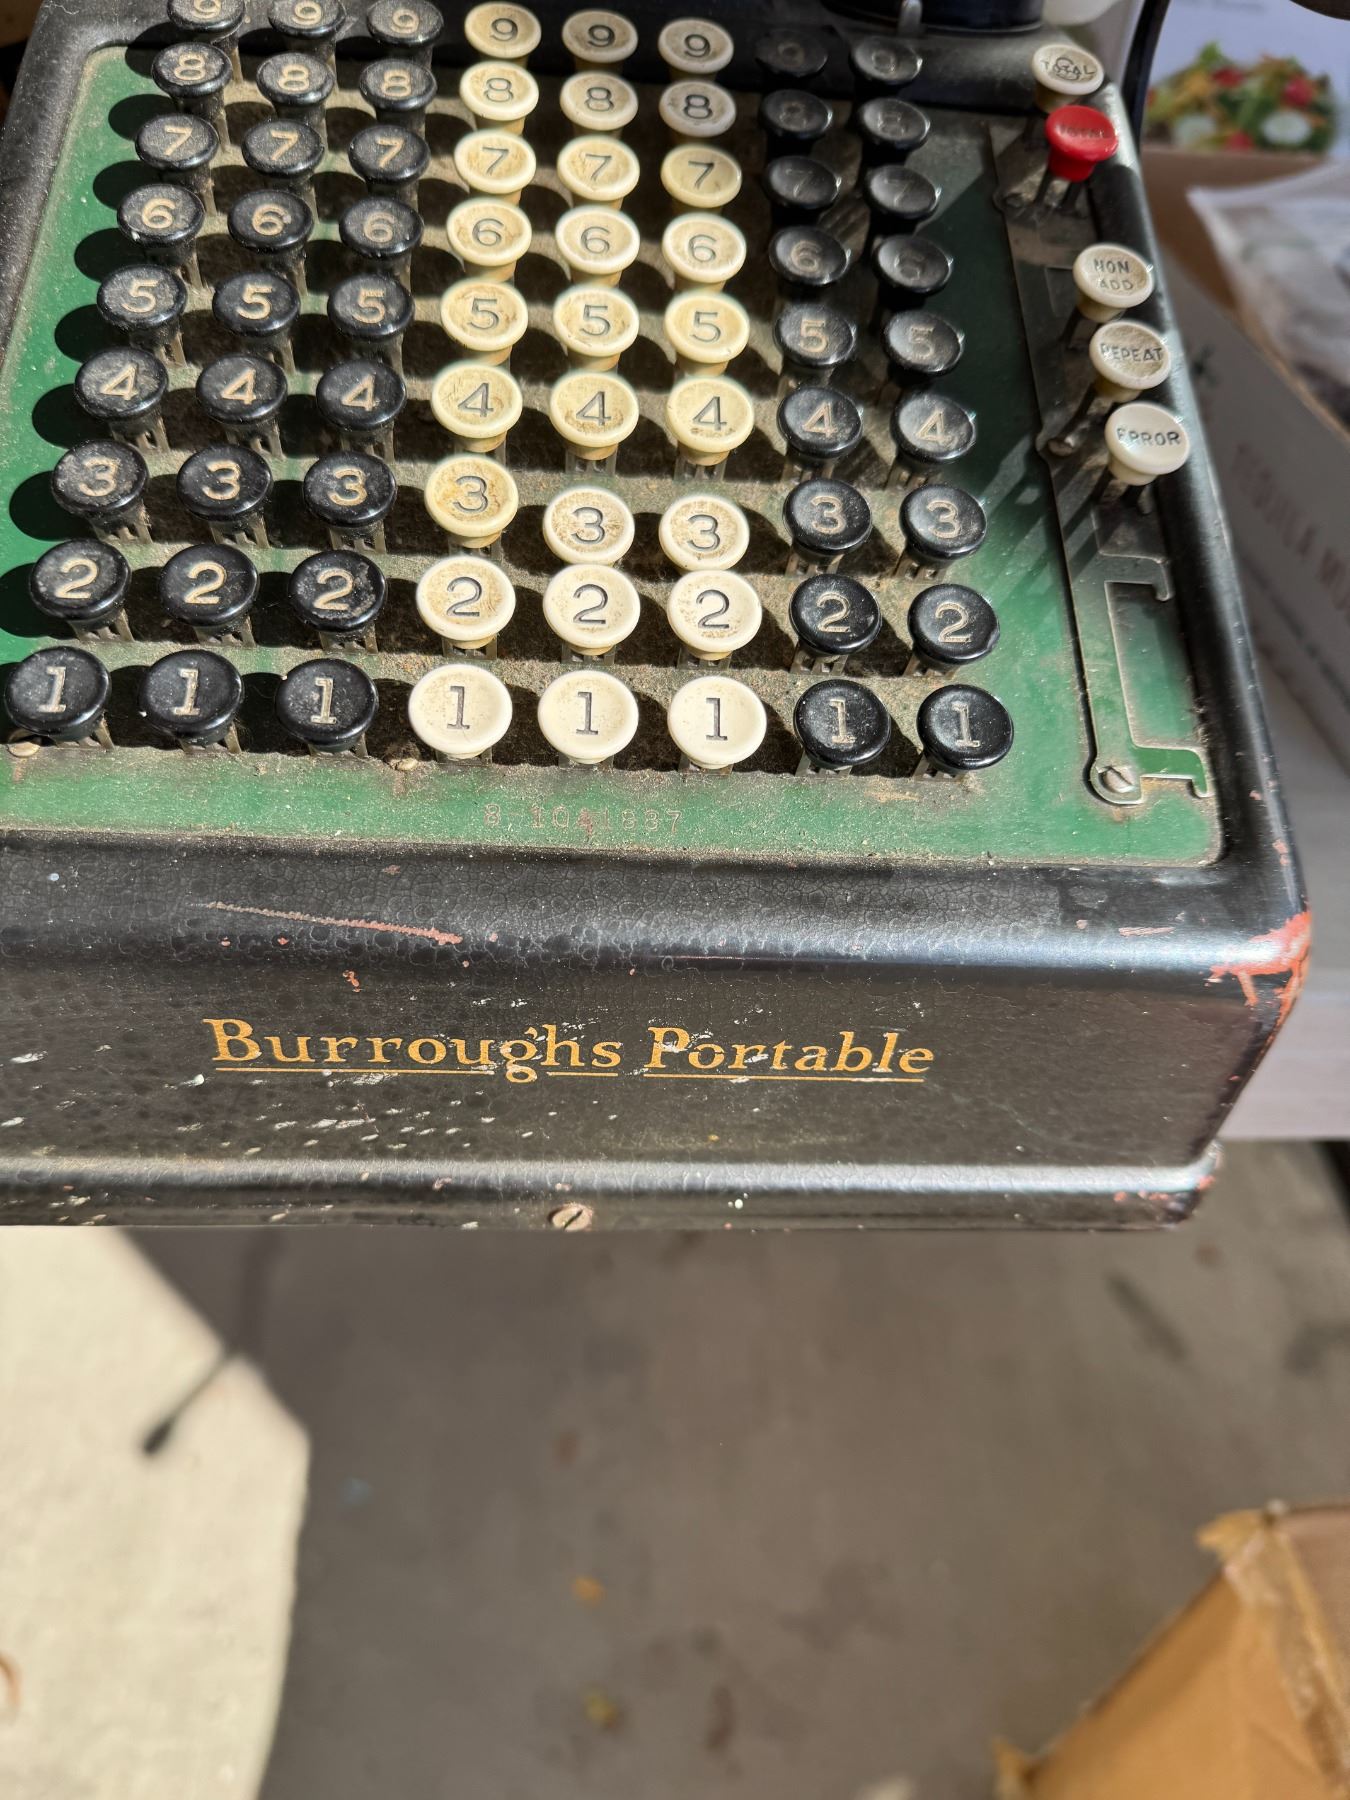 9 9 9 9 9 9 9 9
8 8 8 8 8 8 8 8
7 7 7 7 7 7 7 7
6 6 6 6 6 6 6 6
5 5 5 5 5 5 5 5
4 4 4 4 4 4 4 4
3 3 3 3 3 3 3 3
2 2 2 2 2 2 2 2
1 1 1 1 1 1 1 1
TOTAL
NON
ADD
REPEAT
ERROR
Burroughs Portable